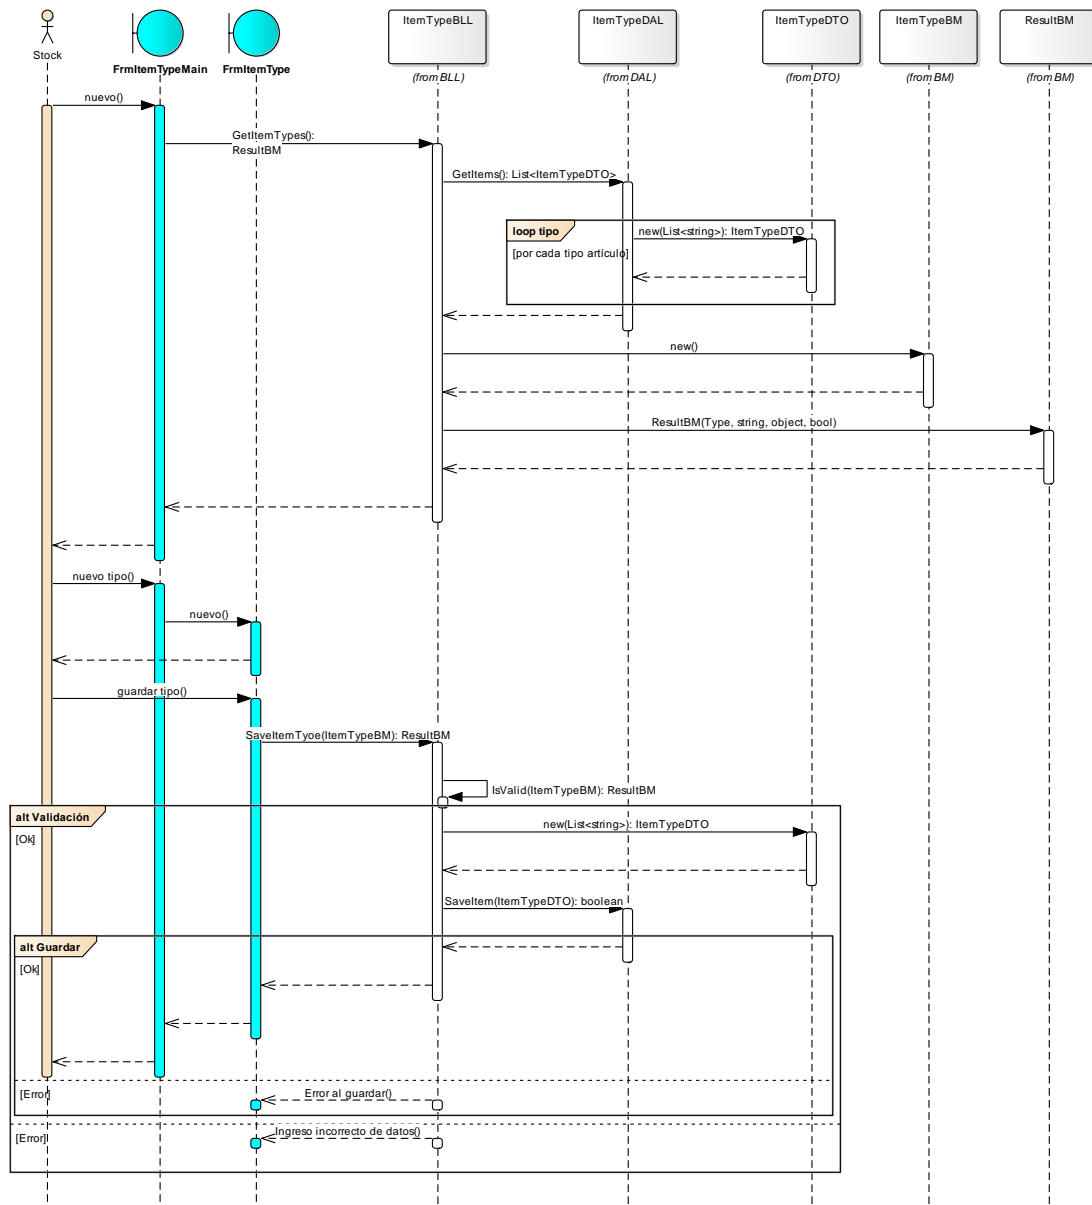 ItemTypeBLL
ItemTypeDAL
ItemTypeDTO
ItemTypeBM
ResultBM
Stock
FrmItemTypeMain
FrmItemType
(from BLL)
(from DAL)
(from DTO)
(from BM)
(from BM)
nuevo()
GetItemTypes():
ResultBM
GetItems(): List<ItemTypeDTO>
loop tipo
new(List<string>): ItemTypeDTO
[por cada tipo artículo]
new()
ResultBM(Type, string, object, bool)
nuevo tipo()
nuevo()
guardar tipo()
SaveItemTyoe(ItemTypeBM): ResultBM
IsValid(ItemTypeBM): ResultBM
alt Validación
new(List<string>): ItemTypeDTO
[Ok]
SaveItem(ItemTypeDTO): boolean
alt Guardar
[Ok]
[Error]
Error al guardar()
[Error]
Ingreso incorrecto de datos()